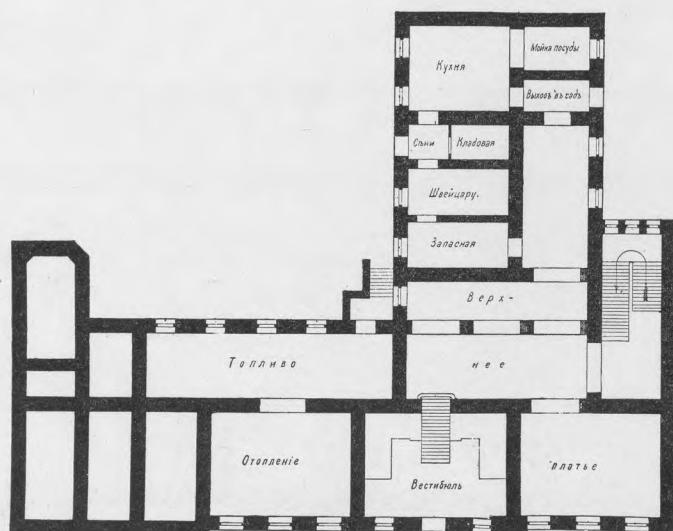 Кухня
Мойка посуды
Выходъ въ садъ
Сѣни
Кладовая
Швейцару.
Запасная
Верх-
Топливо
нее
Отопленіе
Вестибюль
платье